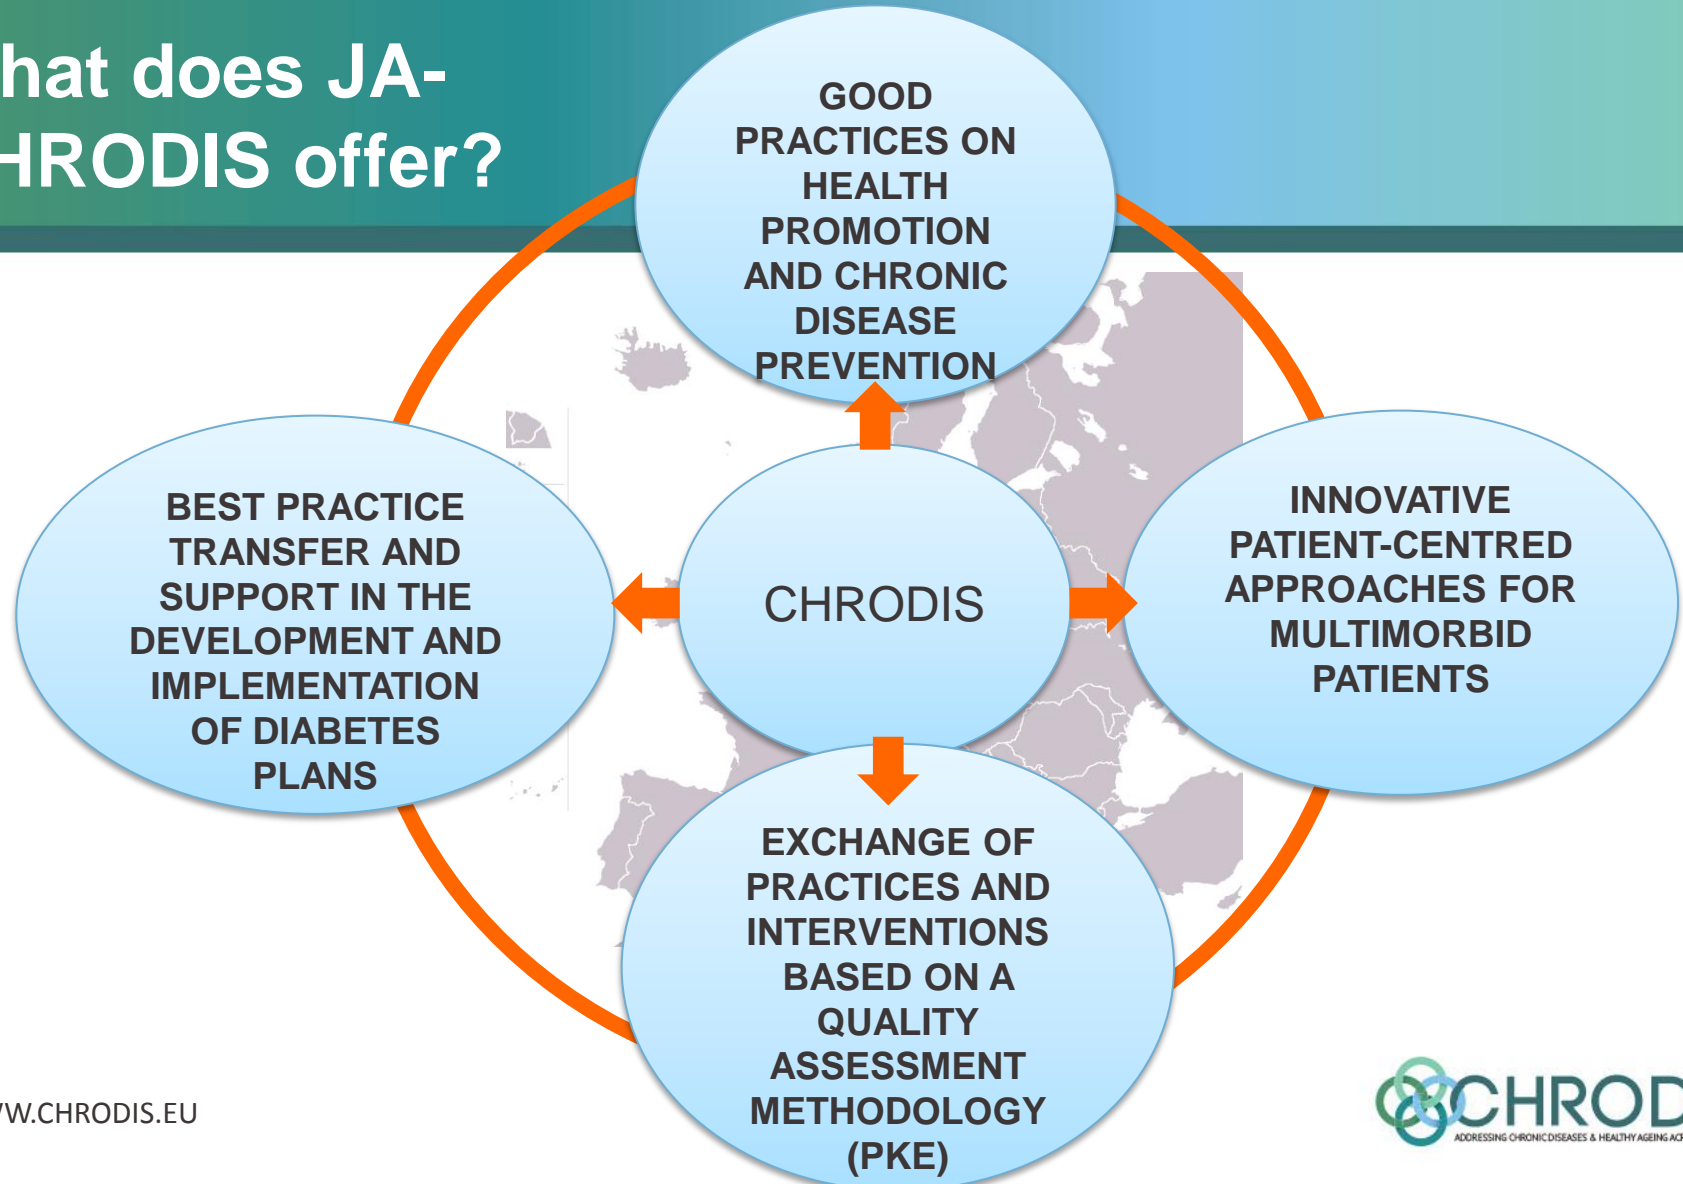 hat does JA-
HRODIS offer?
GOOD
PRACTICES ON
HEALTH
PROMOTION
AND CHRONIC
DISEASE
PREVENTION
BEST PRACTICE
TRANSFER AND
SUPPORT IN THE
DEVELOPMENT AND
IMPLEMENTATION
OF DIABETES
PLANS
CHRODIS
INNOVATIVE
PATIENT-CENTRED
APPROACHES FOR
MULTIMORBID
PATIENTS
EXCHANGE OF
PRACTICES AND
INTERVENTIONS
BASED ON A
QUALITY
ASSESSMENT
METHODOLOGY
(PKE)
W.CHRODIS.EU
CHROD
ADDRESSING CHRONIC DISEASES & HEALTHY AGEING ACR